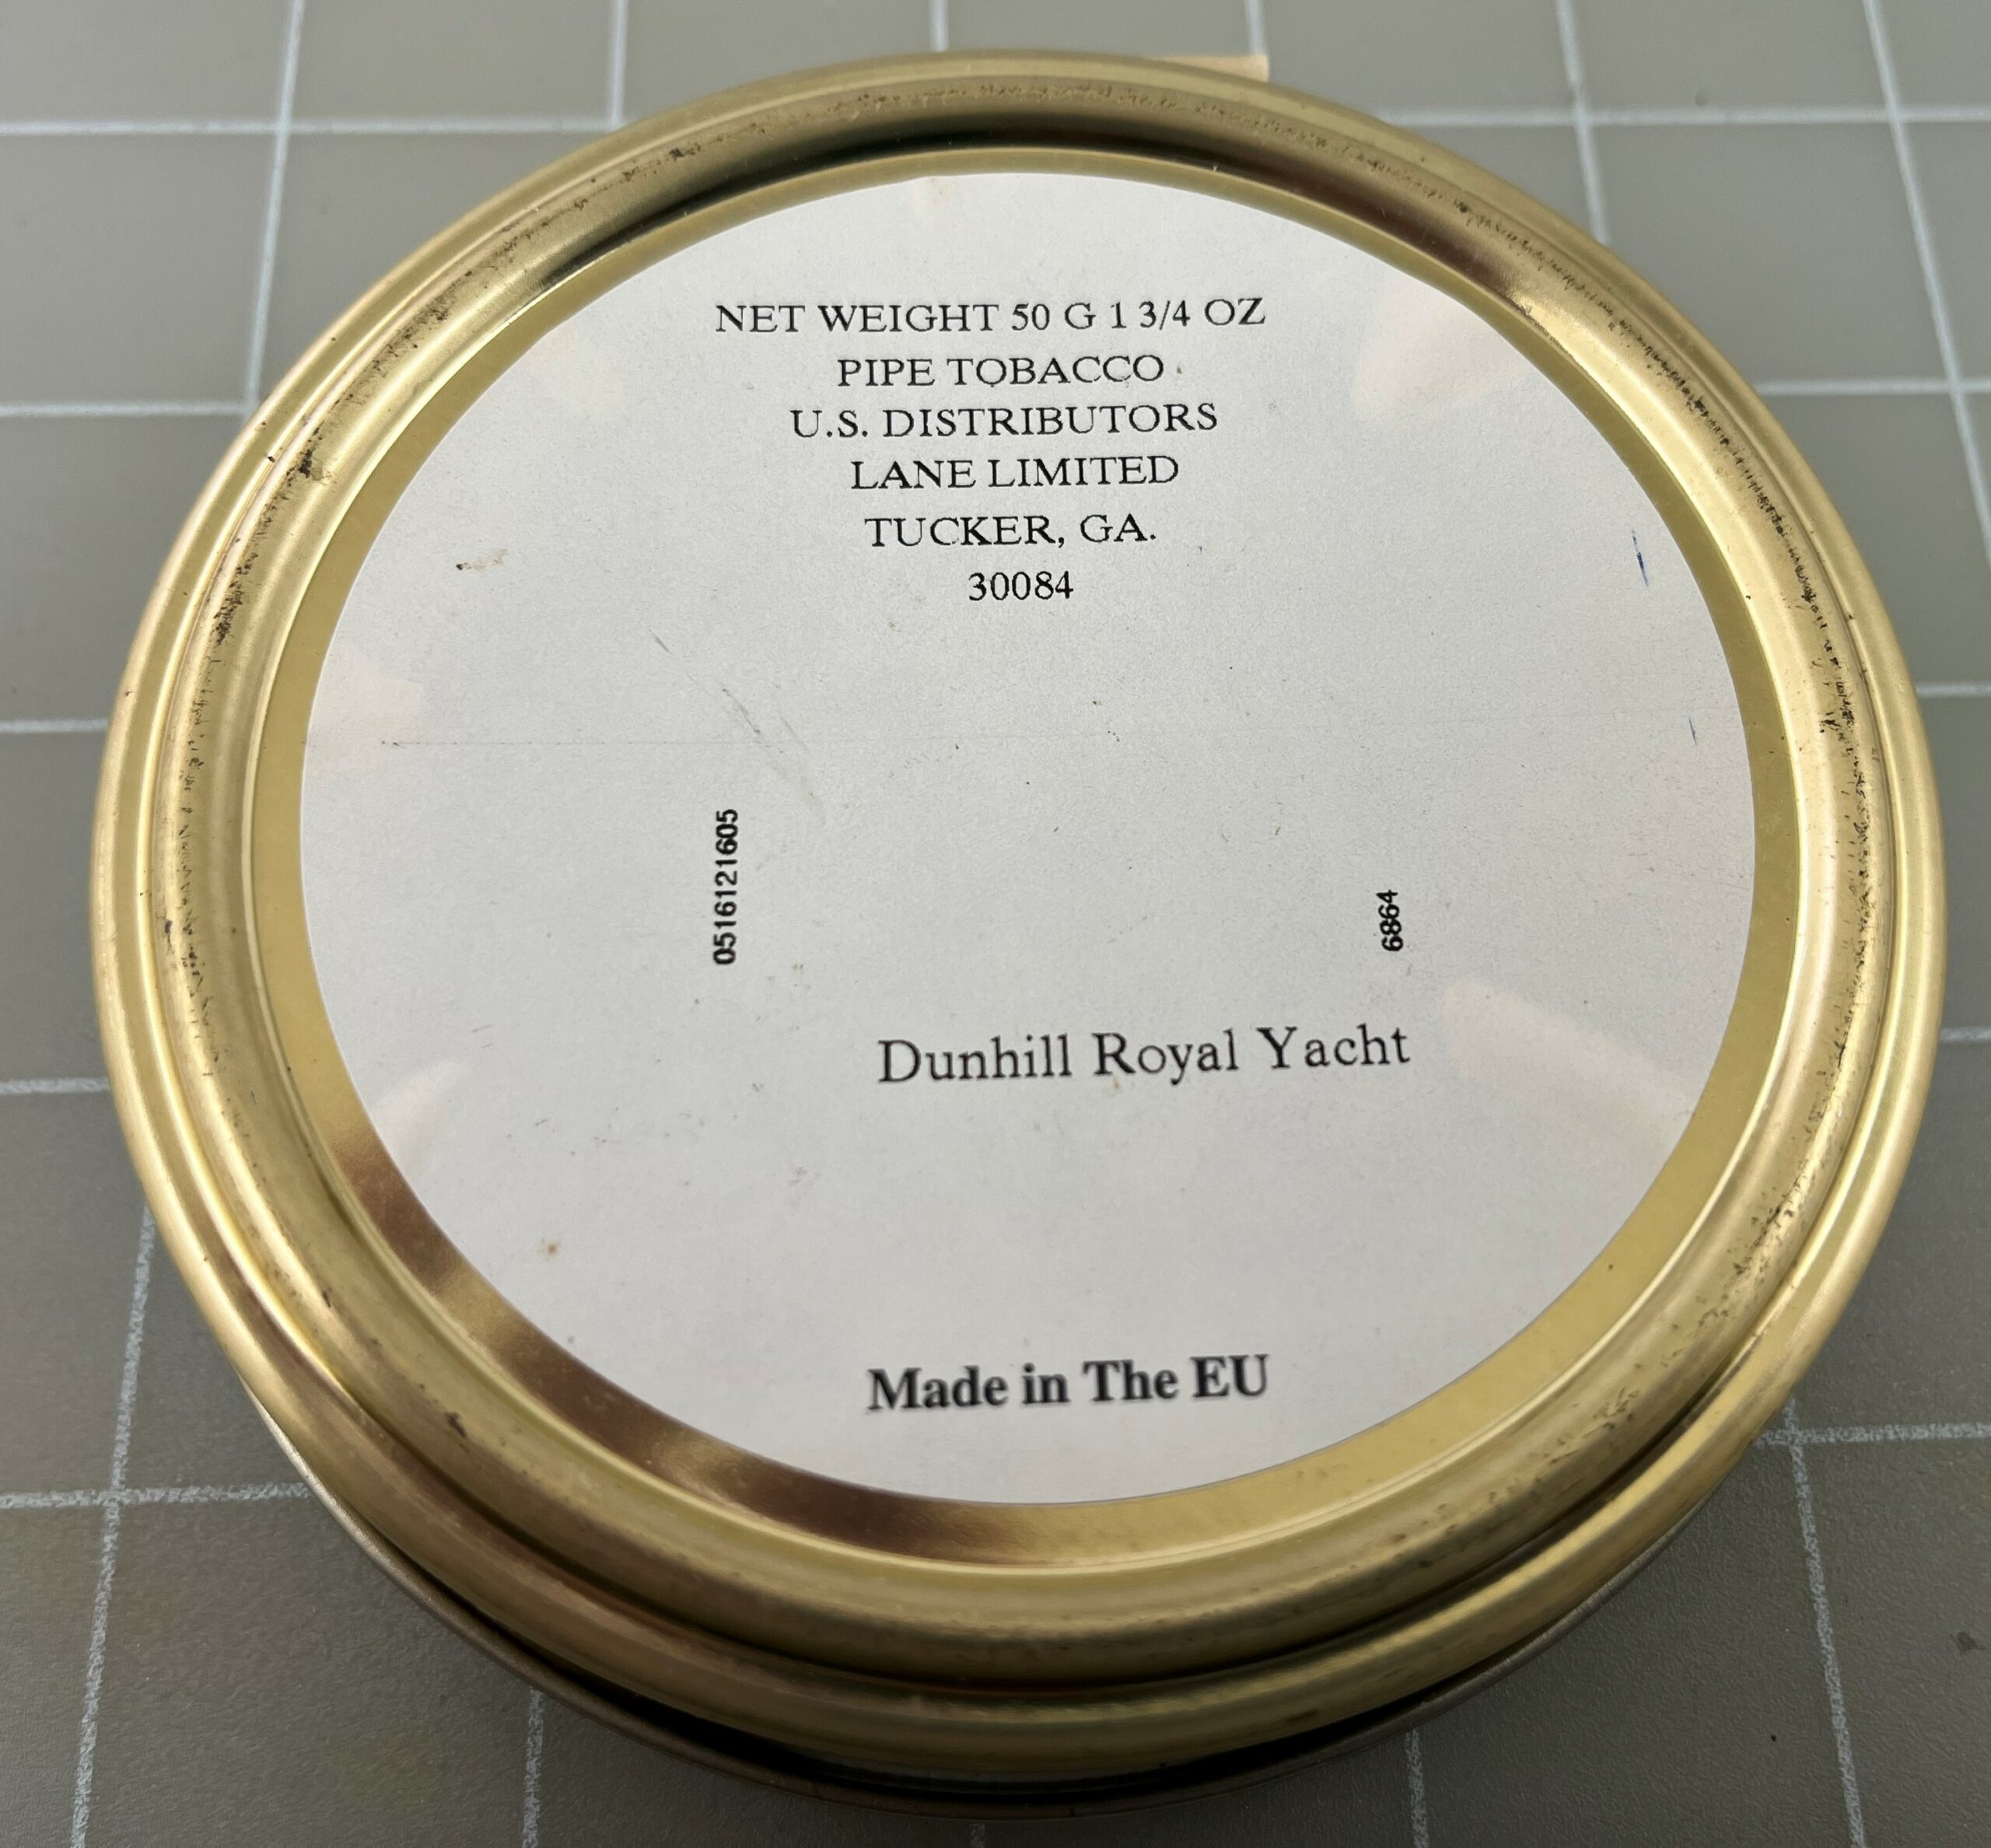 NET WEIGHT 50 G 1 3/4 OZ
PIPE TOBACCO
U.S. DISTRIBUTORS
LANE LIMITED
TUCKER, GA.
30084
0516121605
6864
Dunhill Royal Yacht
Made in The EU